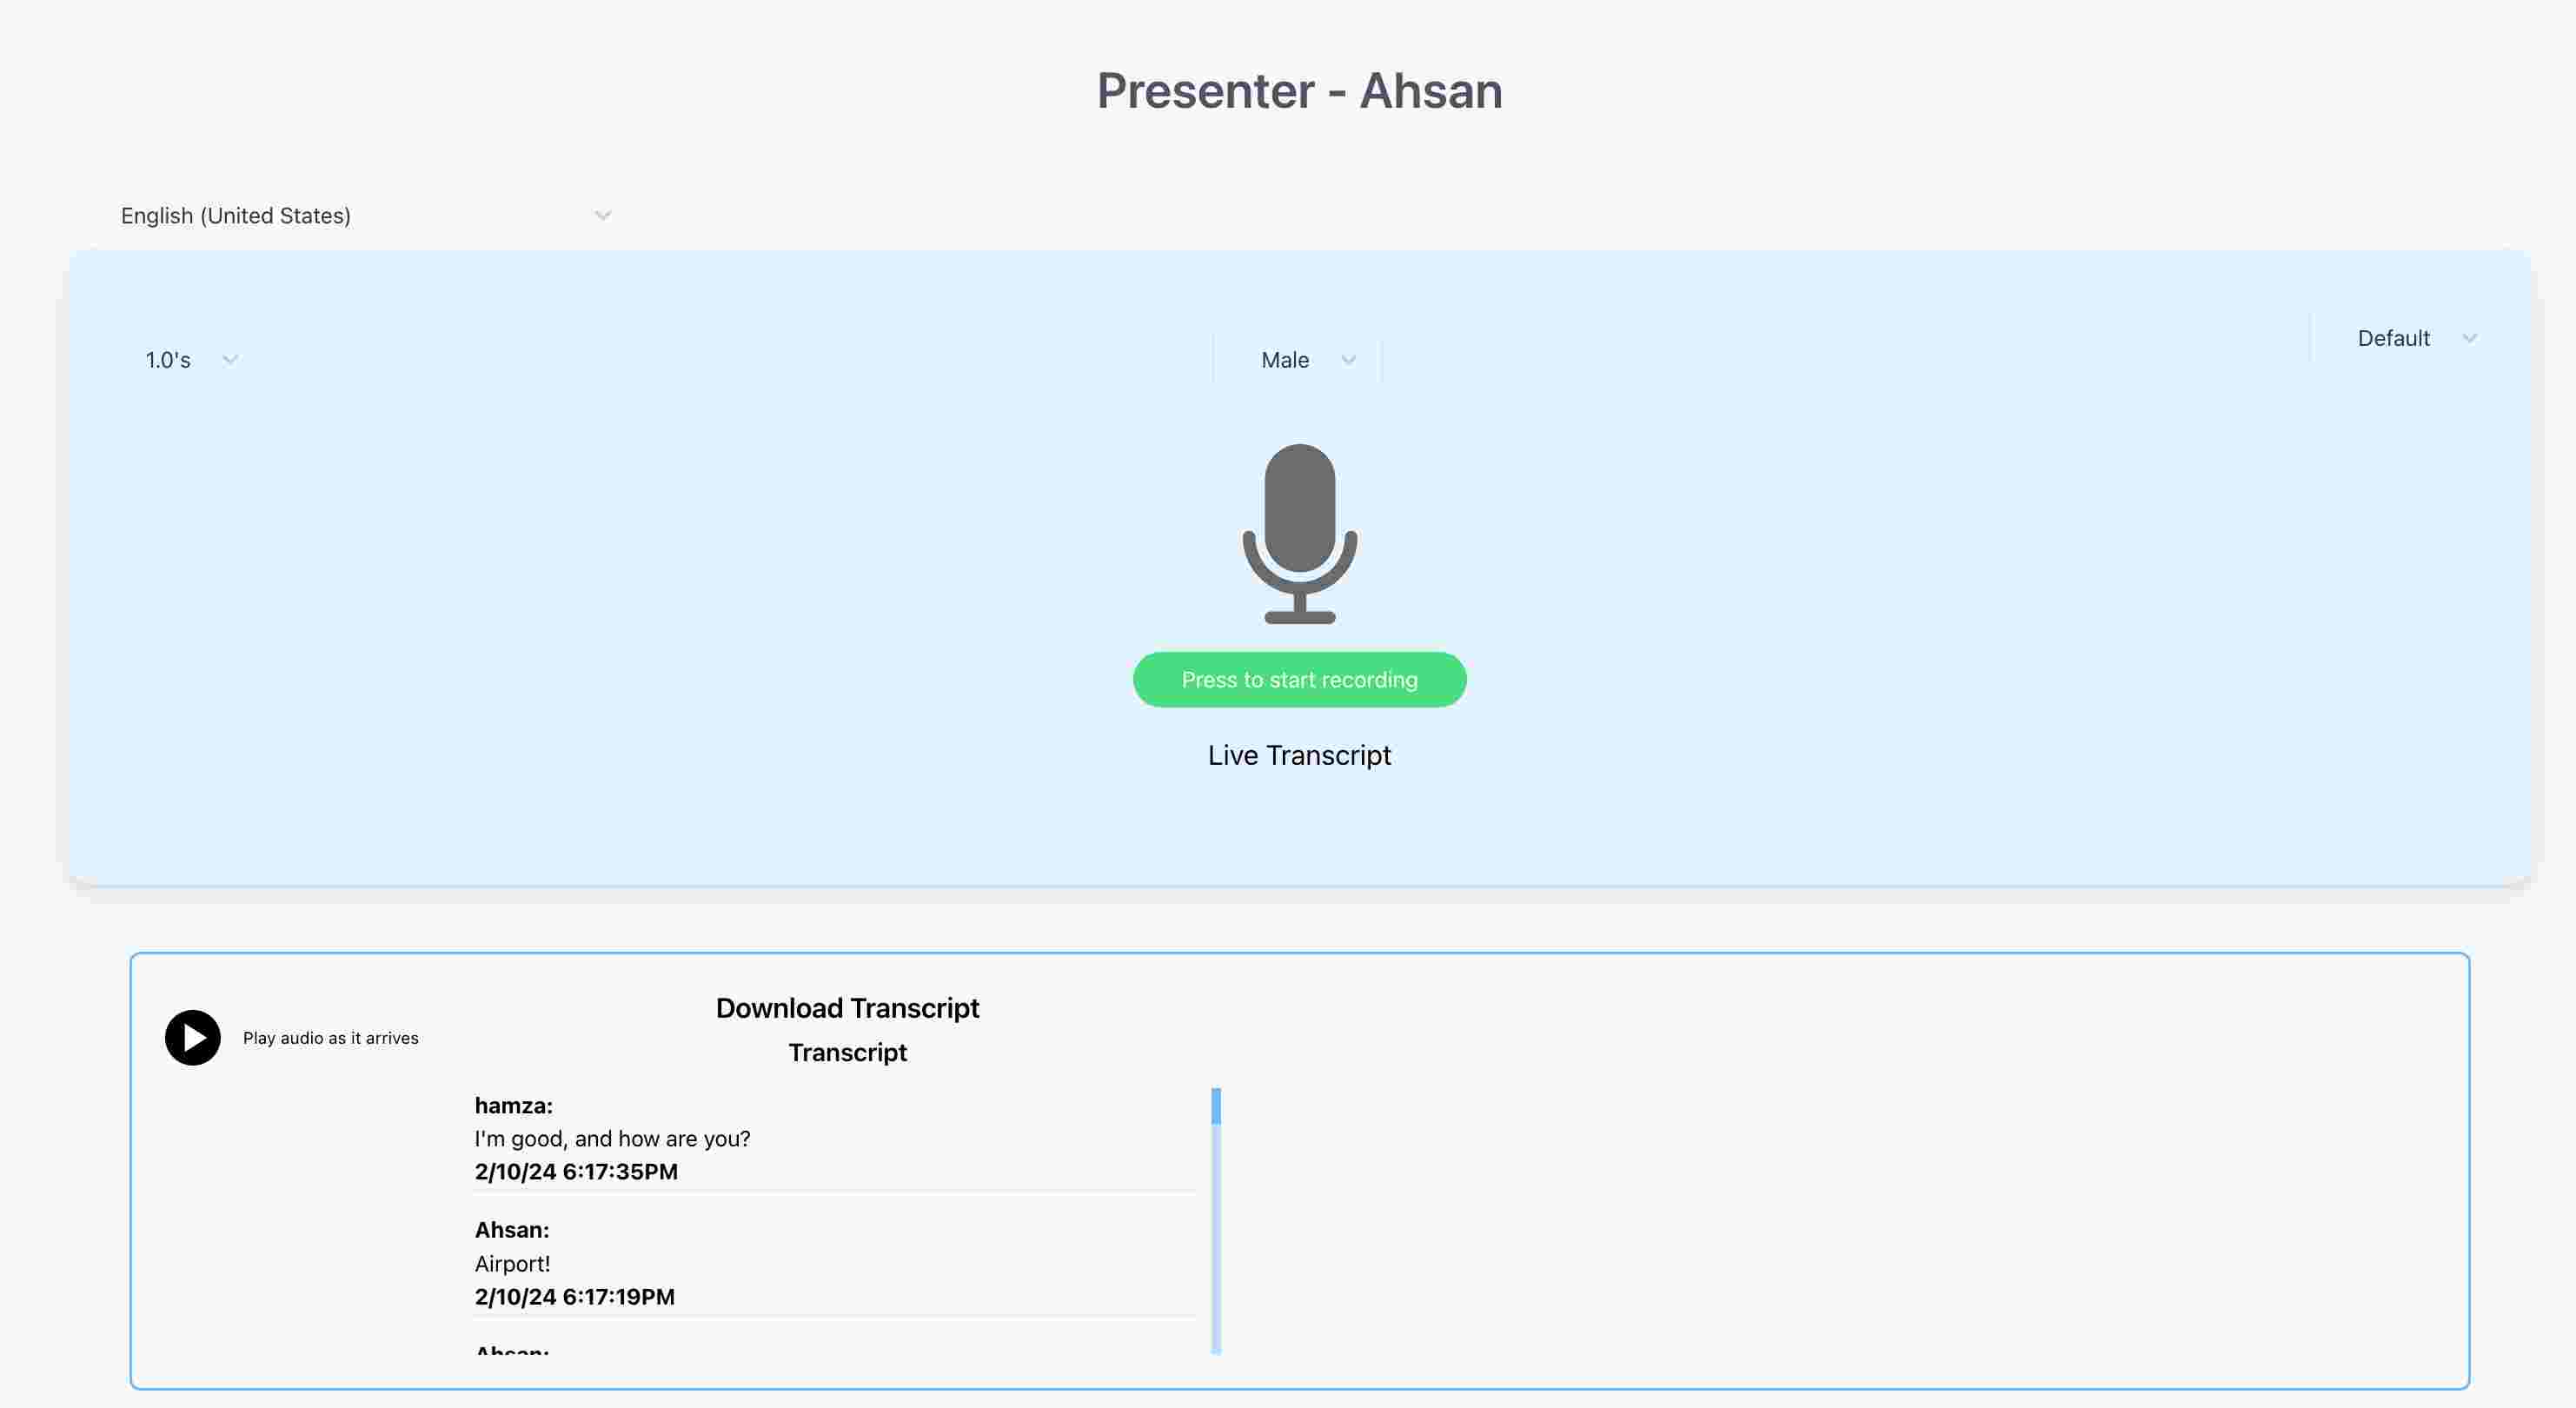 Presenter - Ahsan
English (United States)
1.0's
Male
Default
Press to start recording
Live Transcript
Play audio as it arrives
Download Transcript
Transcript
hamza:
I'm good, and how are you?
2/10/24 6:17:35PM
Ahsan:
Airport!
2/10/24 6:17:19PM
Ahsan: